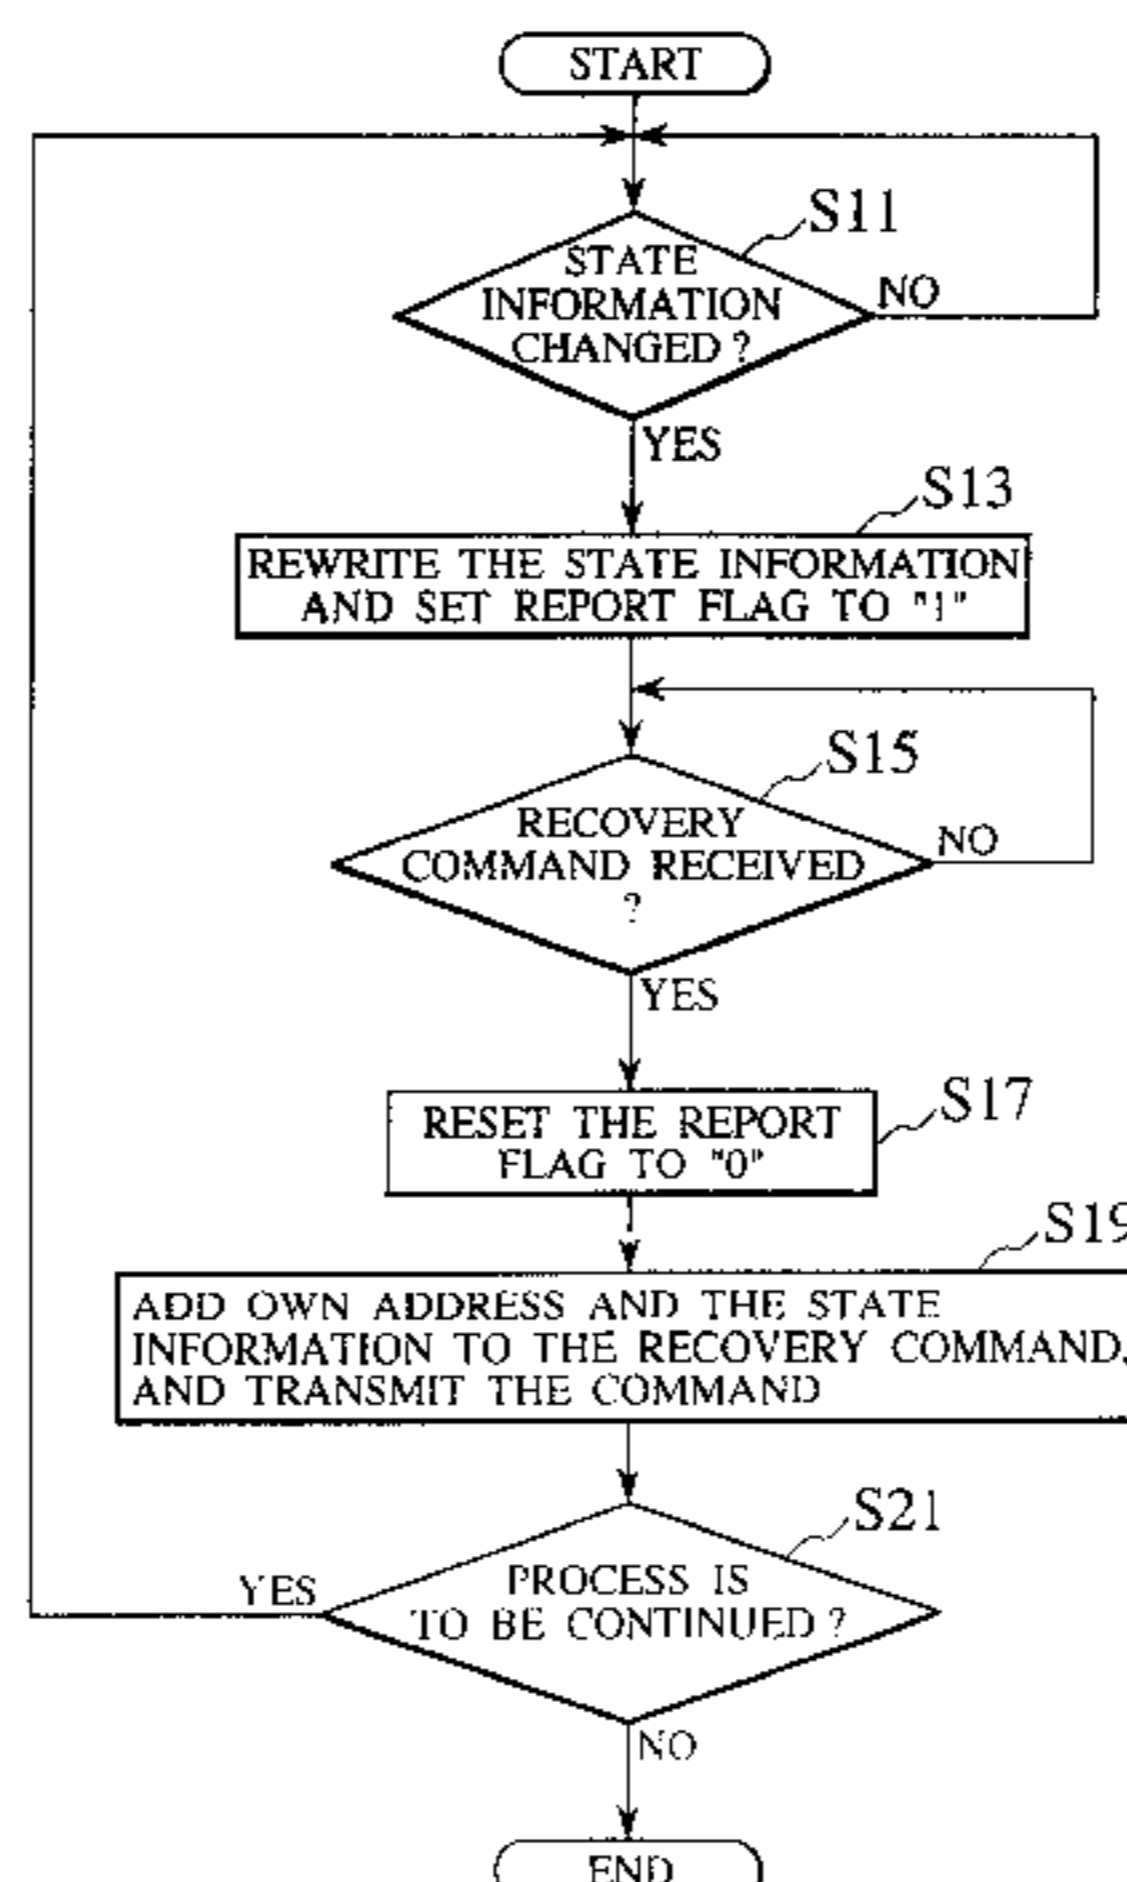 START
S11
STATE
INFORMATION
CHANGED ?
NO
YES
S13
REWRITE THE STATE INFORMATION
AND SET REPORT FLAG TO "1"
S15
RECOVERY
COMMAND RECEIVED
?
NO
YES
S17
RESET THE REPORT
FLAG TO "0"
S19
ADD OWN ADDRESS AND THE STATE
INFORMATION TO THE RECOVERY COMMAND,
AND TRANSMIT THE COMMAND
S21
PROCESS IS
TO BE CONTINUED ?
YES
NO
END